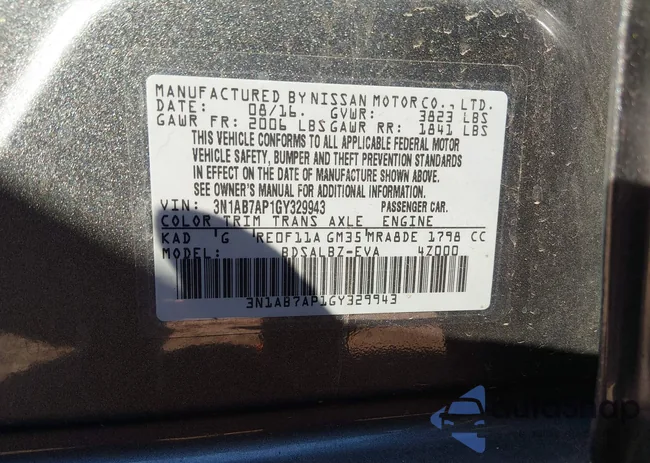 MANUFACTURED BY NISSAN MOTOR CO., LTD.
DATE: 08/16. GVWR: 3823 LBS
GAWR FR: 2006 LBS GAWR RR: 1841 LBS
THIS VEHICLE CONFORMS TO ALL APPLICABLE FEDERAL MOTOR
VEHICLE SAFETY, BUMPER AND THEFT PREVENTION STANDARDS
IN EFFECT ON THE DATE OF MANUFACTURE SHOWN ABOVE.
SEE OWNER'S MANUAL FOR ADDITIONAL INFORMATION.
VIN: 3N1AB7AP1GY329943 PASSENGER CAR.
COLOR TRIM TRANS AXLE ENGINE
KAD G RE0F11A GM35 MRA8DE 1798 CC
MODEL: BDSALBZ-EVA 4Z000
3N1AB7AP1GY329943
autosnap